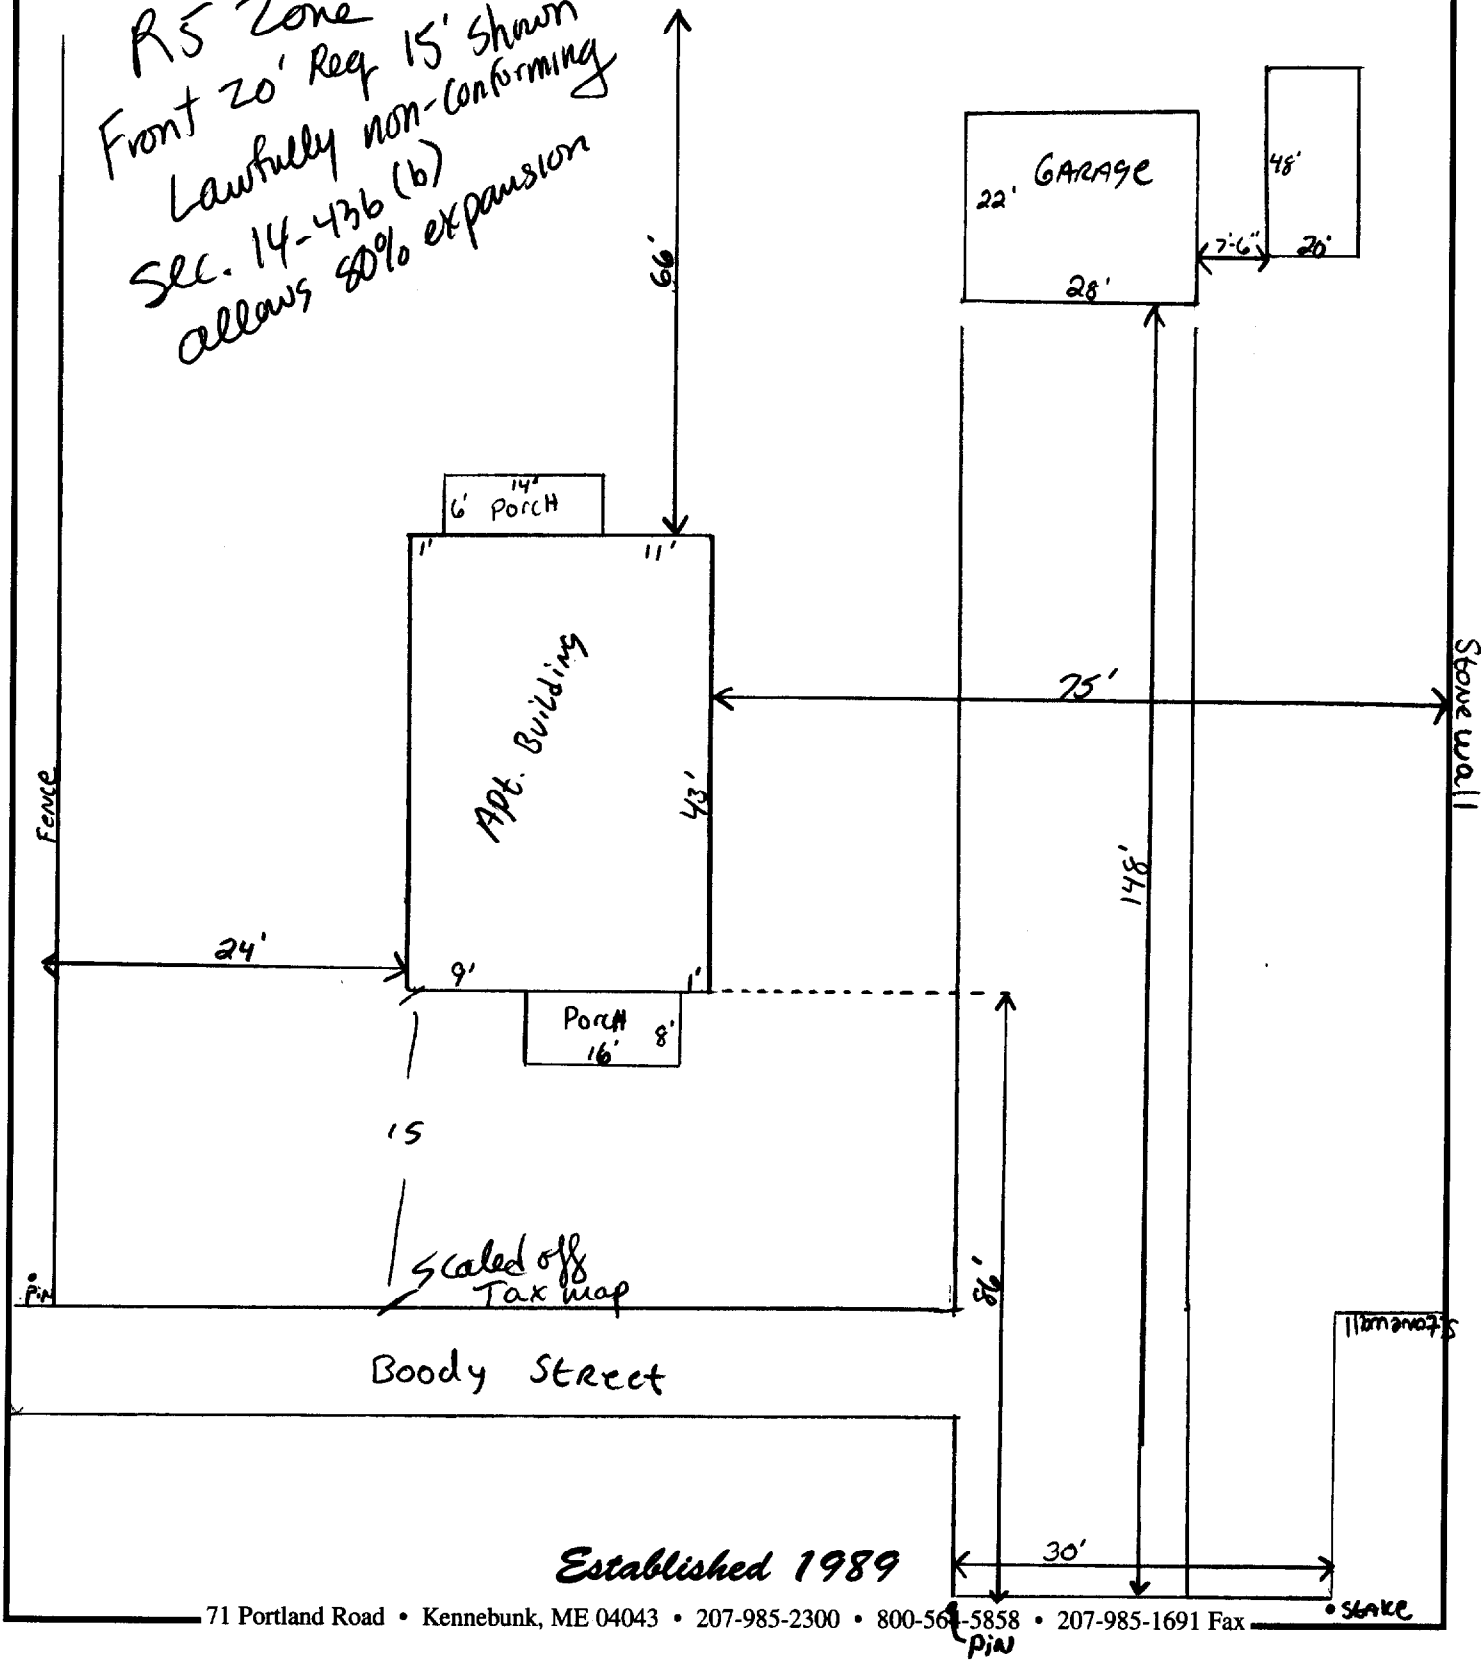 R5 Zone
Front 20' Req 15' shown
Lawfully non-conforming
Sec. 14-436 (b)
allows 80% expansion
66'
GARAGE
22'
28'
48'
7'-6"
20'
14'
6' PorcH
1'
11'
Apt. Building
75'
43'
148'
Stonewall
Fence
24'
9'
1'
PorcH
8'
16'
15
Scaled off
Tax map
Pin
86'
Stonewall
Boody Street
30'
Established 1989
71 Portland Road • Kennebunk, ME 04043 • 207-985-2300 • 800-564-5858 • 207-985-1691 Fax
Stake
Pin